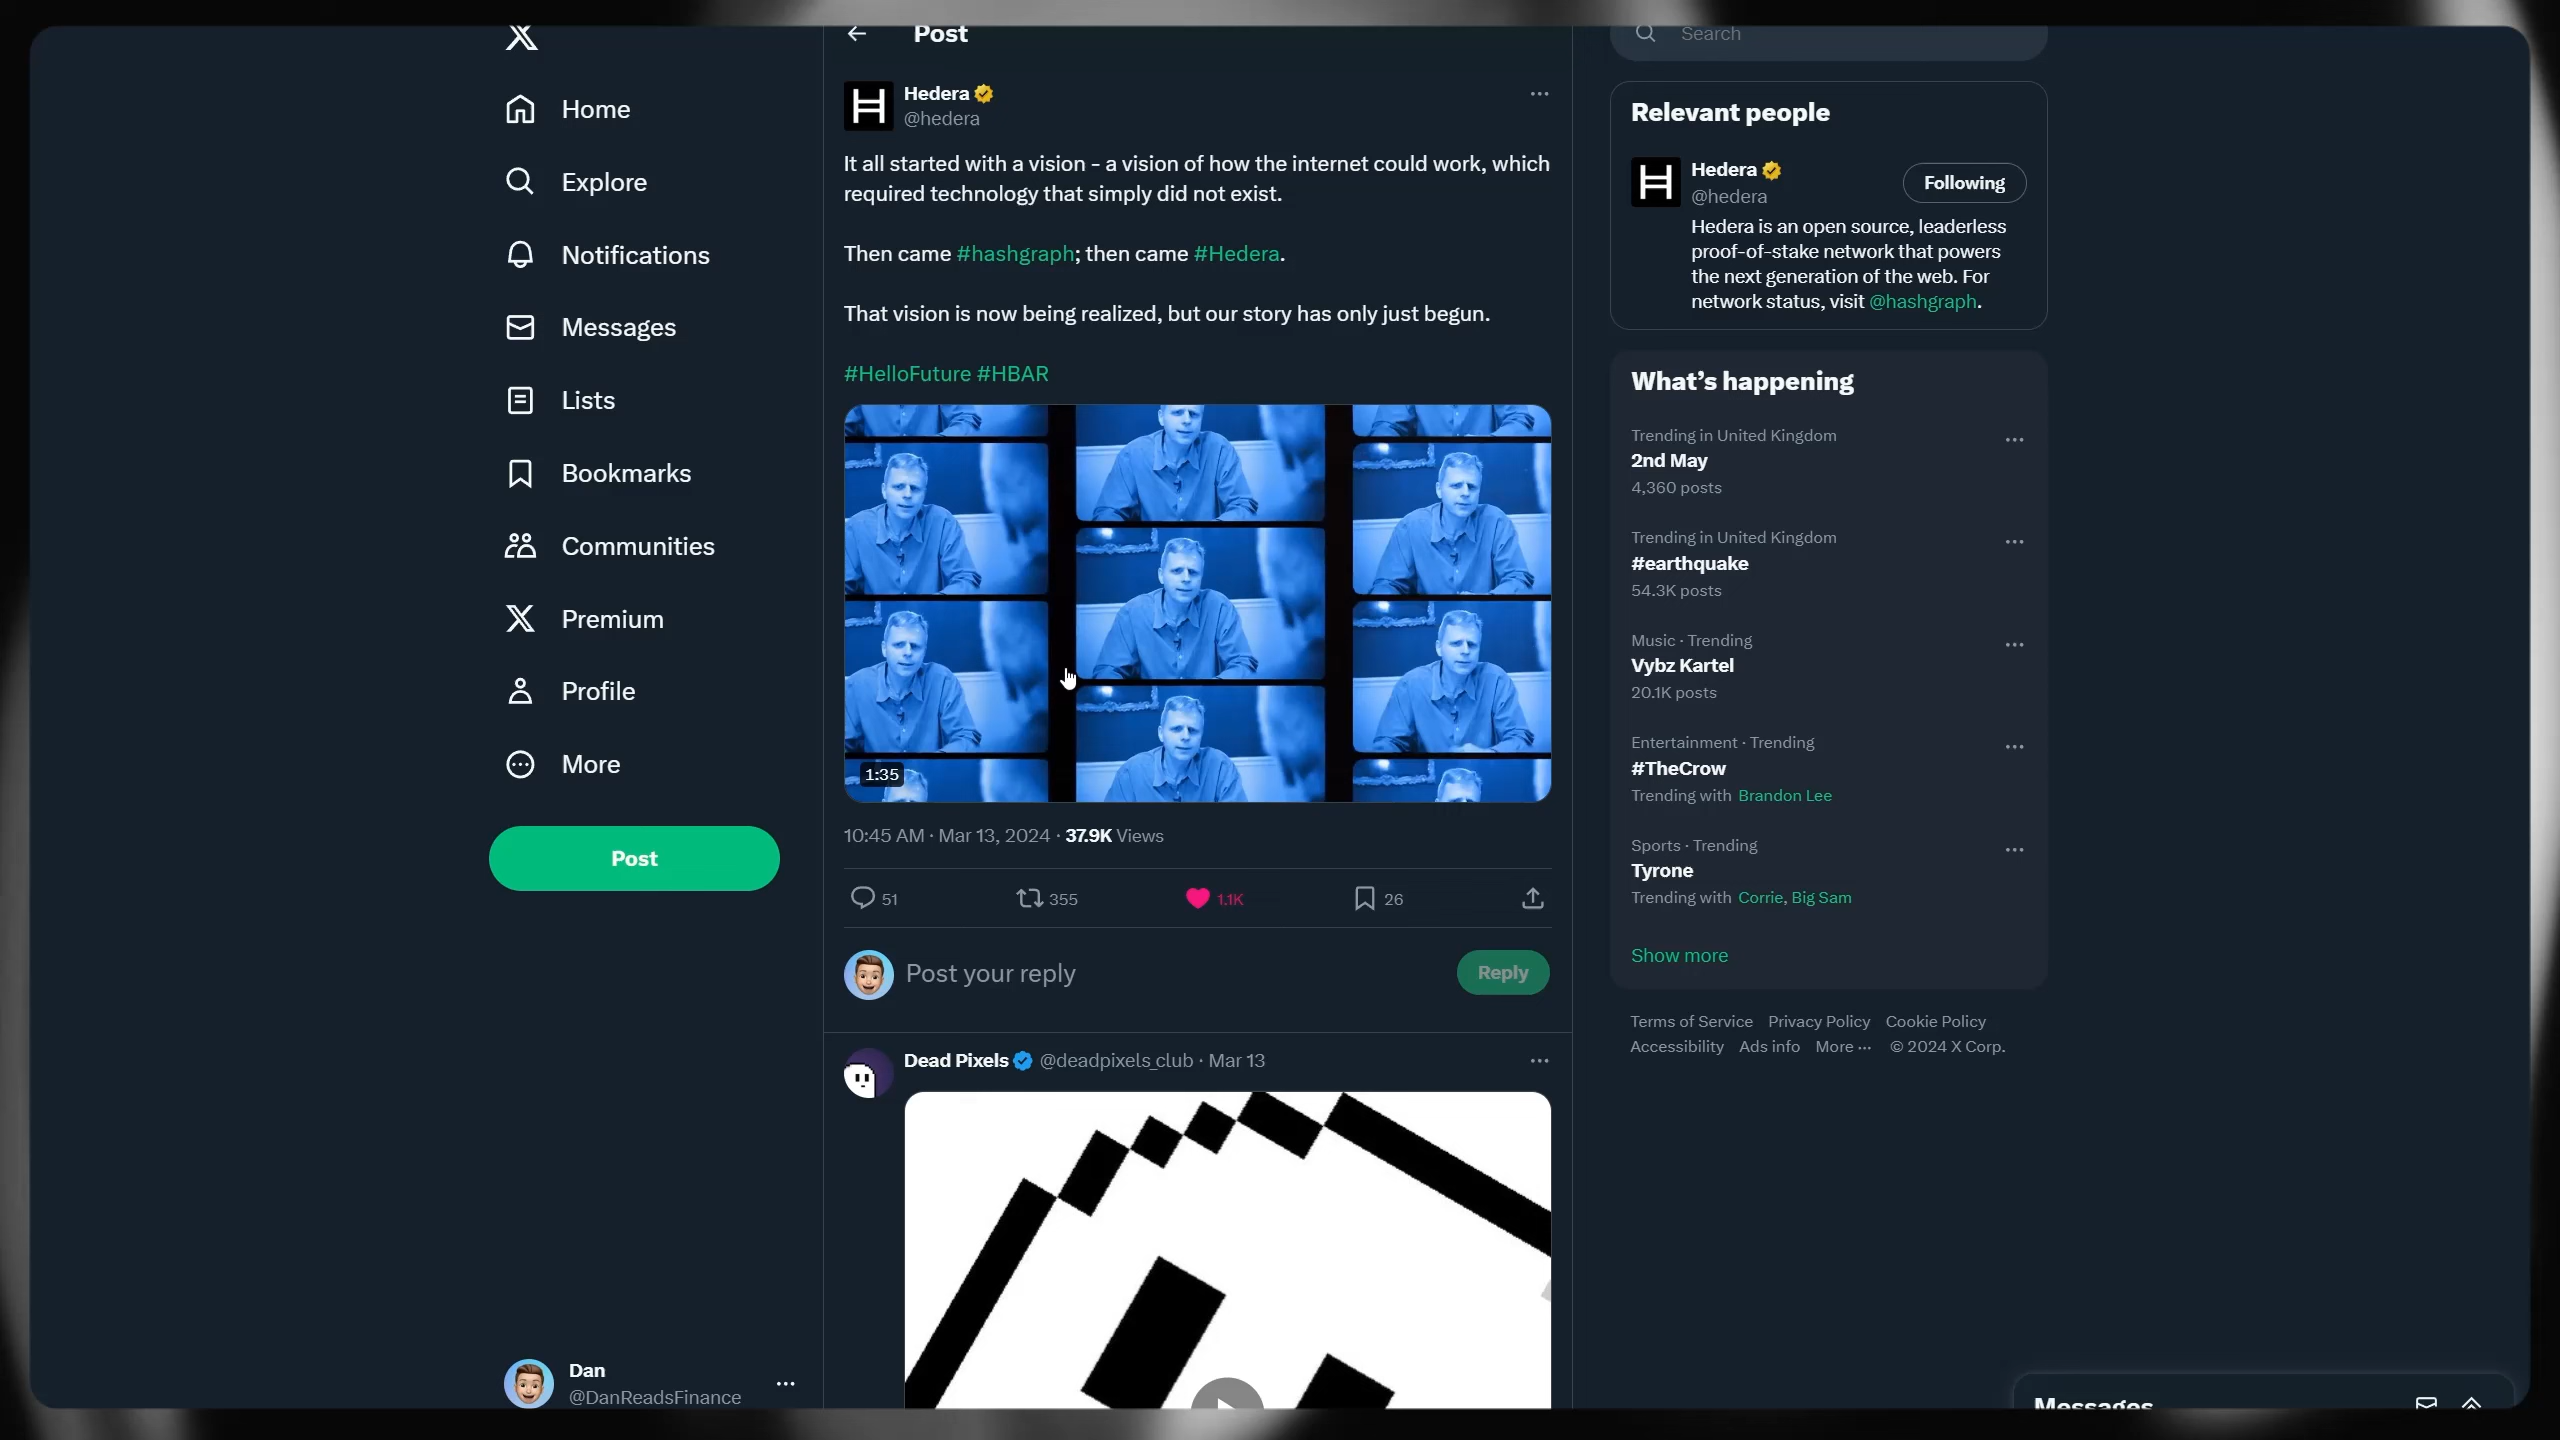 Home
Explore
Notifications
Messages
Lists
Bookmarks
Communities
Premium
Profile
More
Post
Dan
@DanReadsFinance
Post
Hedera
@hedera
It all started with a vision - a vision of how the internet could work, which
required technology that simply did not exist.
Then came #hashgraph; then came #Hedera.
That vision is now being realized, but our story has only just begun.
#HelloFuture #HBAR
1:35
10:45 AM · Mar 13, 2024 · 37.9K Views
51 355 1.1K 26
Post your reply
Reply
Dead Pixels @deadpixels_club · Mar 13
Search
Relevant people
Hedera
@hedera
Following
Hedera is an open source, leaderless
proof-of-stake network that powers
the next generation of the web. For
network status, visit @hashgraph.
What’s happening
Trending in United Kingdom
2nd May
4,360 posts
Trending in United Kingdom
#earthquake
54.3K posts
Music · Trending
Vybz Kartel
20.1K posts
Entertainment · Trending
#TheCrow
Trending with Brandon Lee
Sports · Trending
Tyrone
Trending with Corrie, Big Sam
Show more
Terms of Service Privacy Policy Cookie Policy
Accessibility Ads info More ··· © 2024 X Corp.
Messages